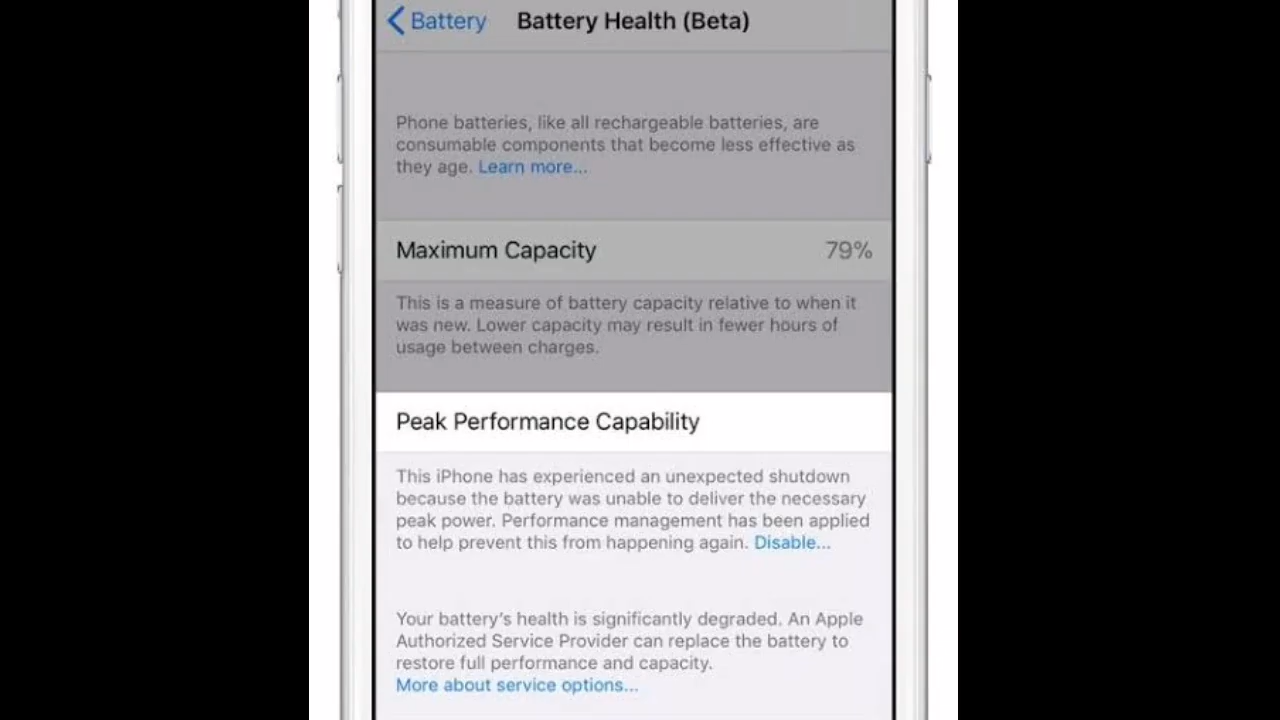 Battery Battery Health (Beta)
Phone batteries, like all rechargeable batteries, are
consumable components that become less effective as
they age. Learn more...
Maximum Capacity 79%
This is a measure of battery capacity relative to when it
was new. Lower capacity may result in fewer hours of
usage between charges.
Peak Performance Capability
This iPhone has experienced an unexpected shutdown
because the battery was unable to deliver the necessary
peak power. Performance management has been applied
to help prevent this from happening again. Disable...
Your battery’s health is significantly degraded. An Apple
Authorized Service Provider can replace the battery to
restore full performance and capacity.
More about service options...